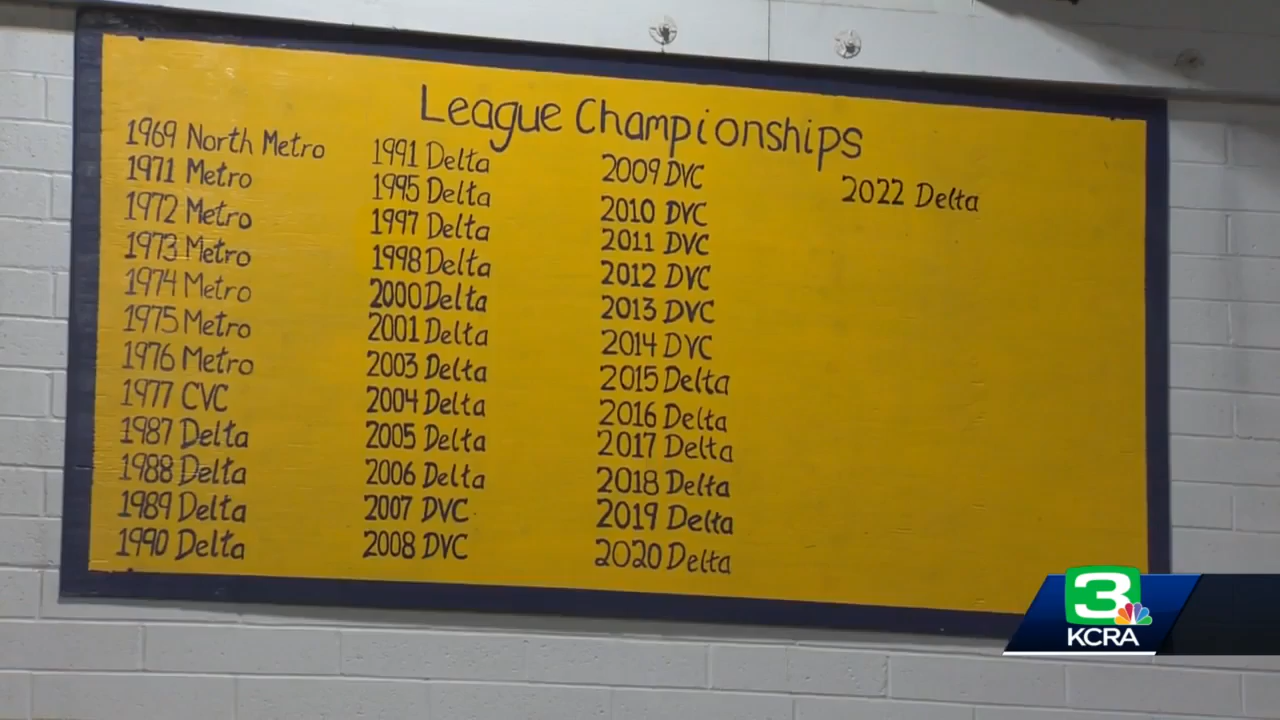 League Championships
1969 North Metro
1971 Metro
1972 Metro
1973 Metro
1974 Metro
1975 Metro
1976 Metro
1977 CVC
1987 Delta
1988 Delta
1989 Delta
1990 Delta
1991 Delta
1995 Delta
1997 Delta
1998 Delta
2000 Delta
2001 Delta
2003 Delta
2004 Delta
2005 Delta
2006 Delta
2007 DVC
2008 DVC
2009 DVC
2010 DVC
2011 DVC
2012 DVC
2013 DVC
2014 DVC
2015 Delta
2016 Delta
2017 Delta
2018 Delta
2019 Delta
2020 Delta
2022 Delta
3
KCRA